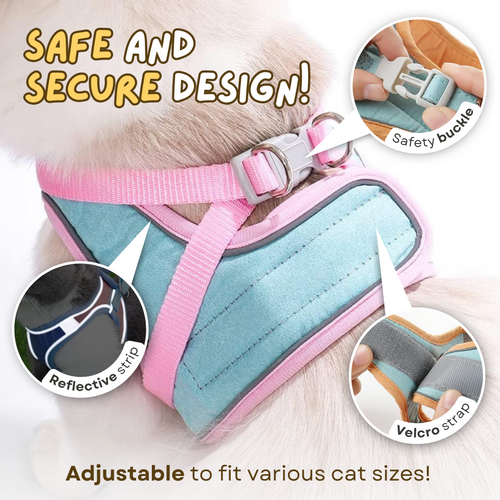 SAFE AND
SECURE DESIGN!
Safety buckle
Reflective strip
Velcro strap
Adjustable to fit various cat sizes!